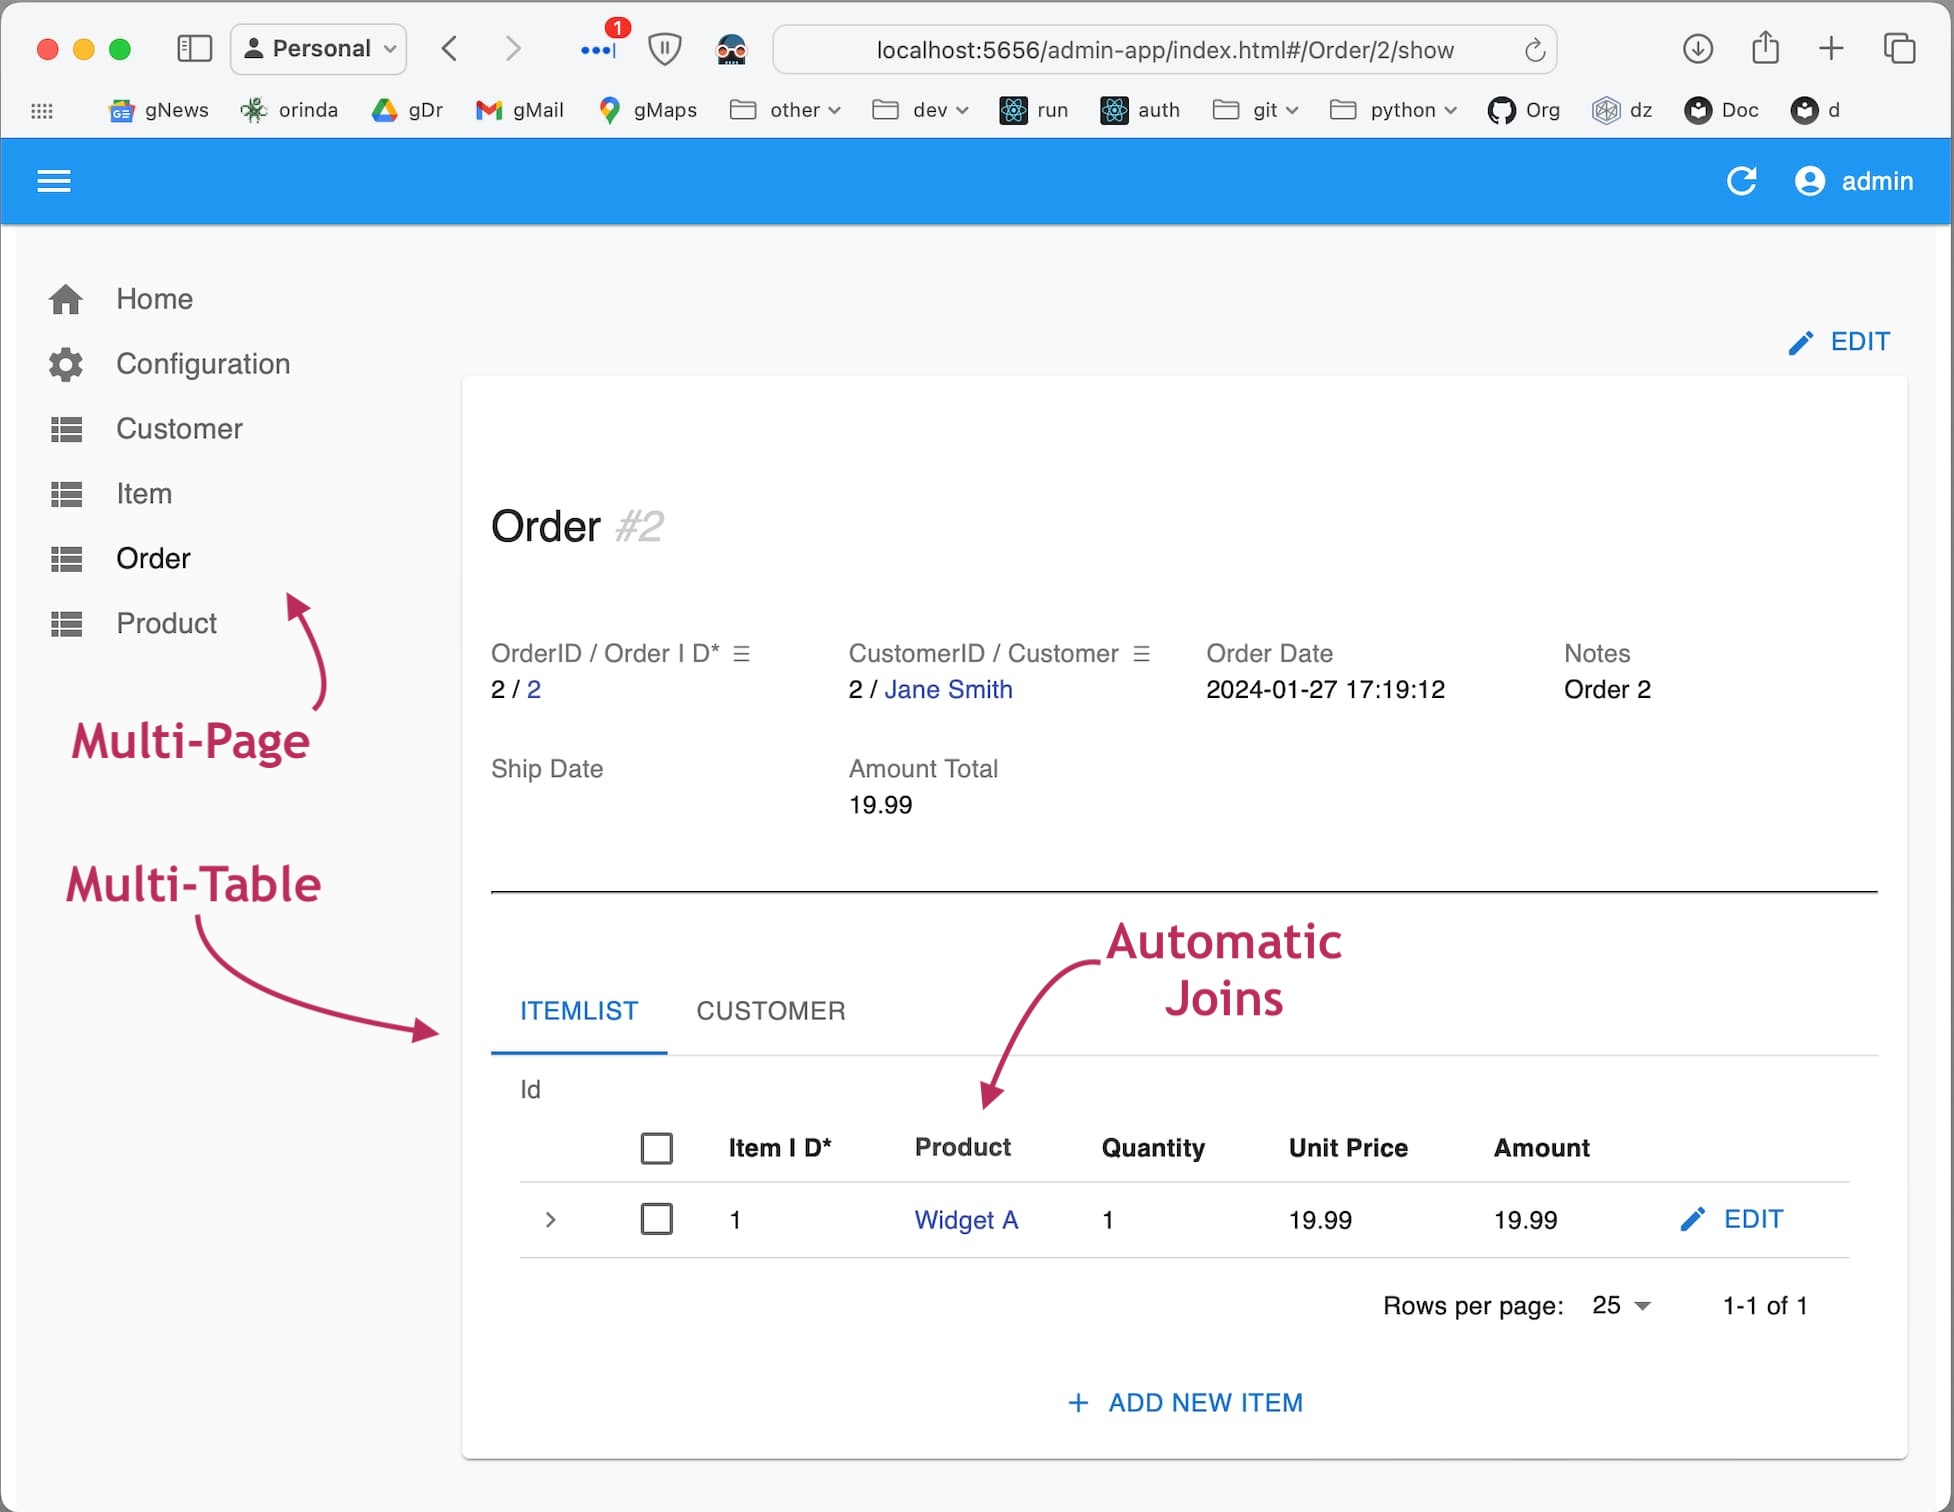 Personal
1
localhost:5656/admin-app/index.html#/Order/2/show
gNews orinda gDr gMail gMaps other dev run auth git python Org dz Doc d
admin
Home
Configuration
Customer
Item
Order
Product
Multi-Page
Multi-Table
EDIT
Order #2
OrderID / Order I D* CustomerID / Customer Order Date Notes
2 / 2 2 / Jane Smith 2024-01-27 17:19:12 Order 2
Ship Date Amount Total
19.99
Automatic
Joins
ITEMLIST CUSTOMER
Id
Item I D* Product Quantity Unit Price Amount
1 Widget A 1 19.99 19.99 EDIT
Rows per page: 25 1-1 of 1
+ ADD NEW ITEM